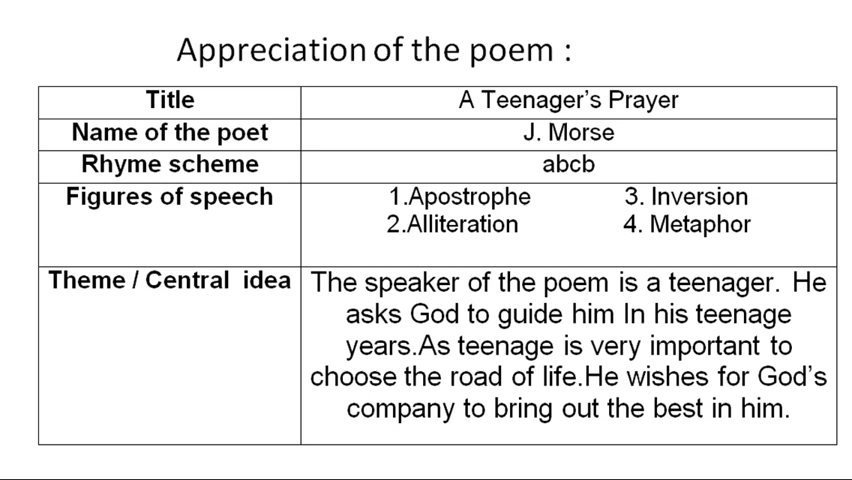 Appreciation of the poem :
Title A Teenager’s Prayer
Name of the poet J. Morse
Rhyme scheme abcb
Figures of speech 1.Apostrophe 3. Inversion
2.Alliteration 4. Metaphor
Theme / Central idea The speaker of the poem is a teenager. He
asks God to guide him In his teenage
years.As teenage is very important to
choose the road of life.He wishes for God’s
company to bring out the best in him.